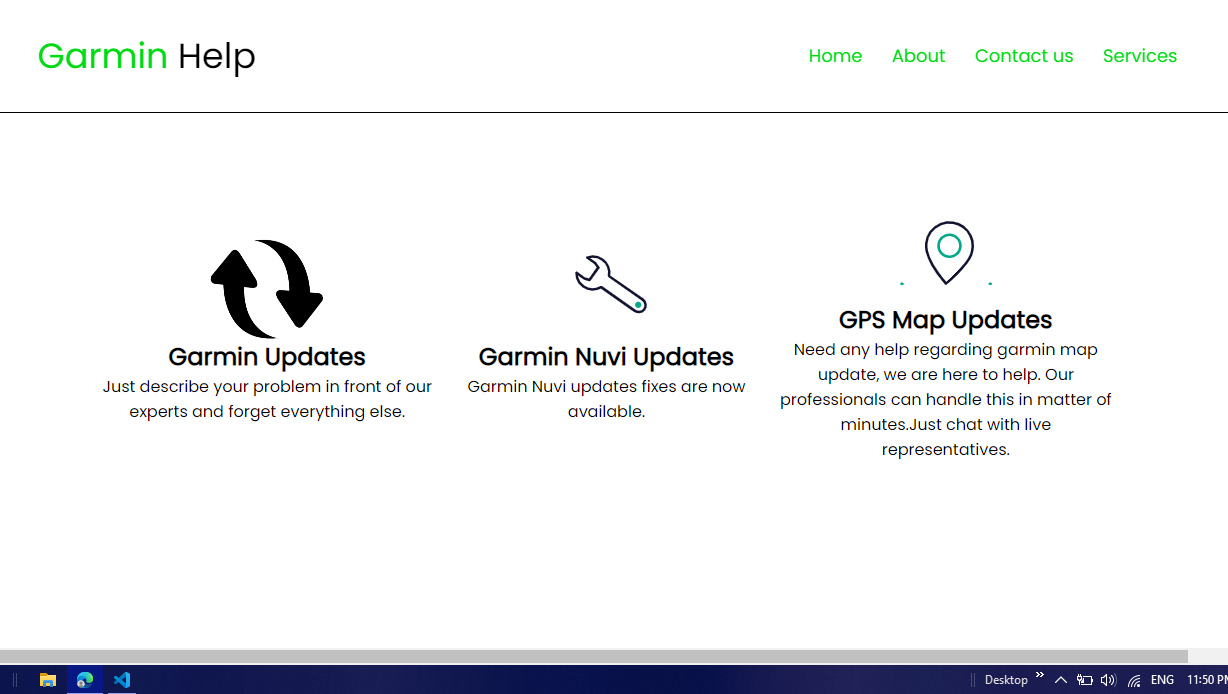 Garmin Help
Home About Contact us Services
Garmin Updates
Just describe your problem in front of our
experts and forget everything else.
Garmin Nuvi Updates
Garmin Nuvi updates fixes are now
available.
GPS Map Updates
Need any help regarding garmin map
update, we are here to help. Our
professionals can handle this in matter of
minutes.Just chat with live
representatives.
Desktop ENG 11:50 PM